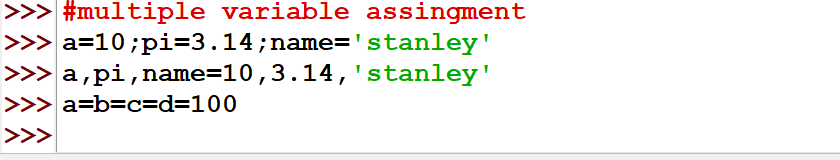 >>> #multiple variable assingment
>>> a=10;pi=3.14;name='stanley'
>>> a,pi,name=10,3.14,'stanley'
>>> a=b=c=d=100
>>>